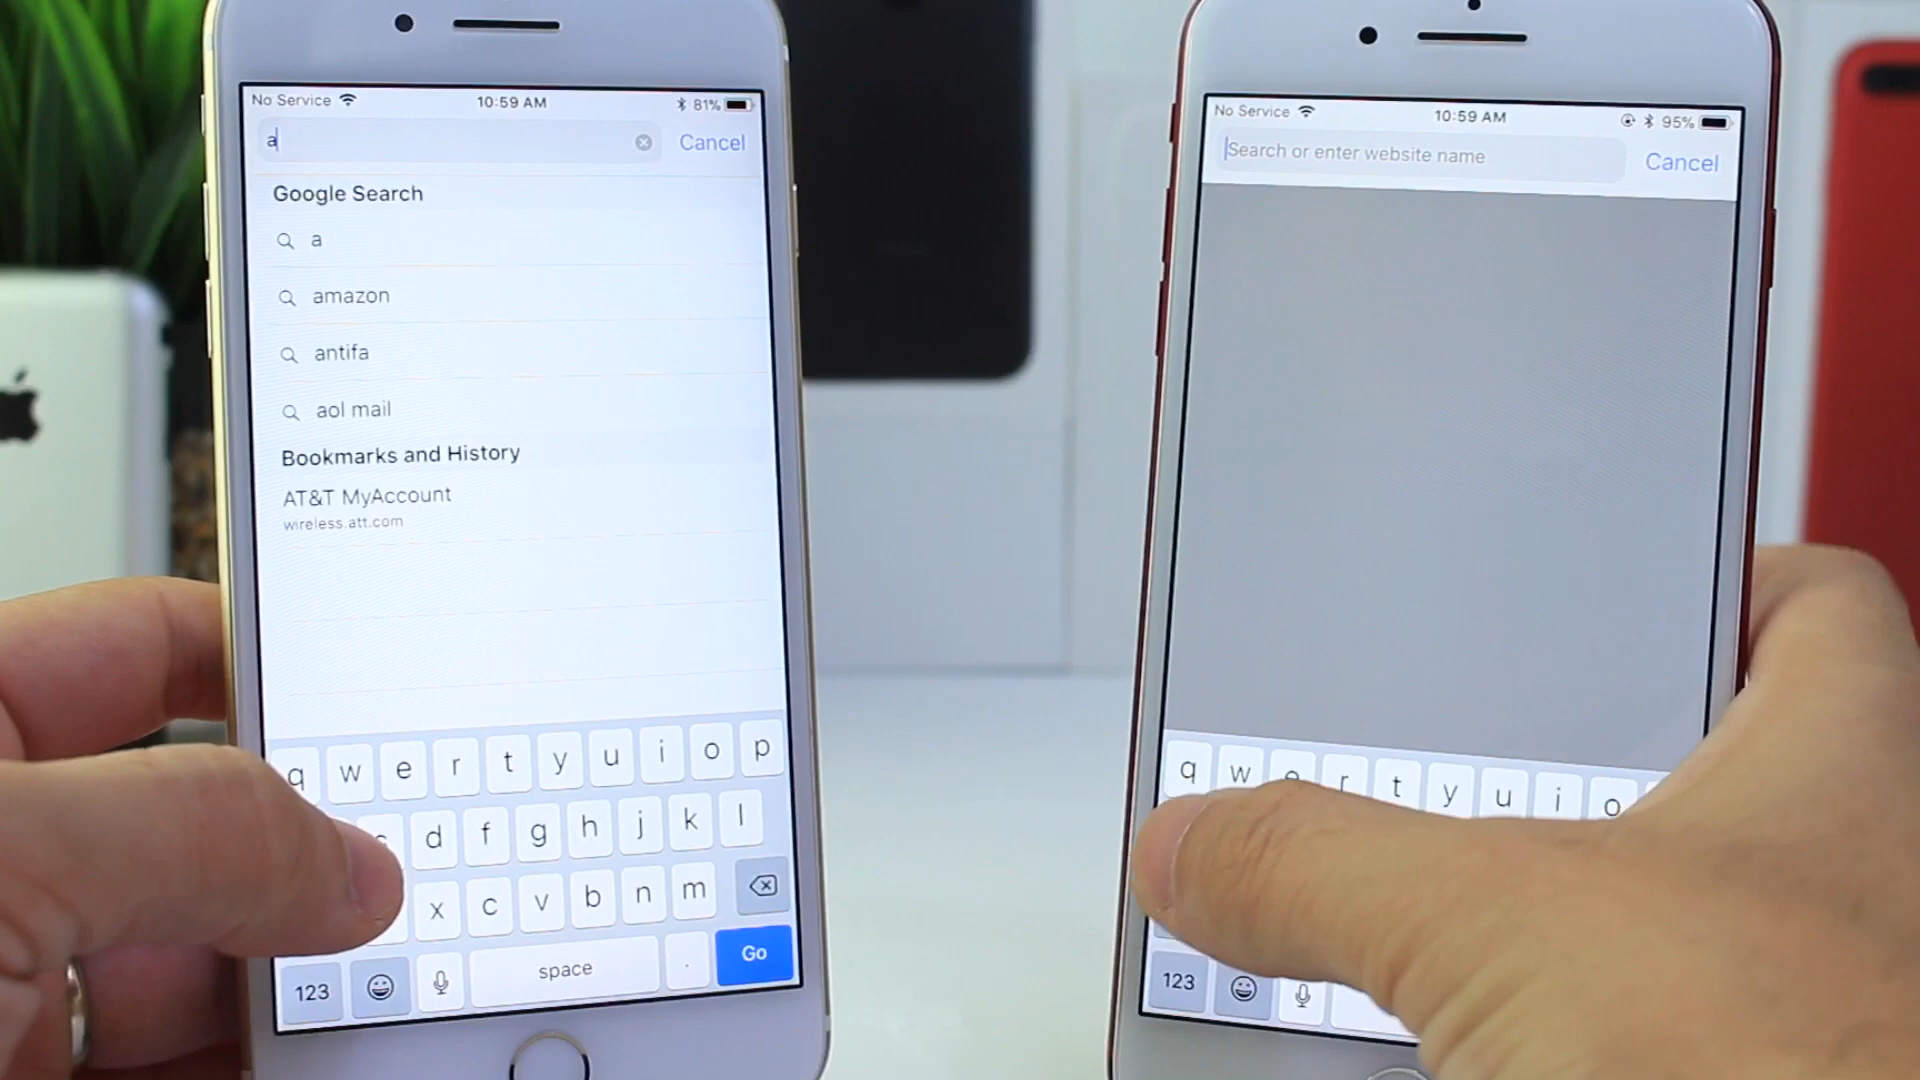 No Service 10:59 AM 81%
a
Cancel
Google Search
a
amazon
antifa
aol mail
Bookmarks and History
AT&T MyAccount
wireless.att.com
q w e r t y u i o p
s d f g h j k l
x c v b n m
123 space . Go
No Service 10:59 AM 95%
Search or enter website name
Cancel
q w e r t y u i o
123